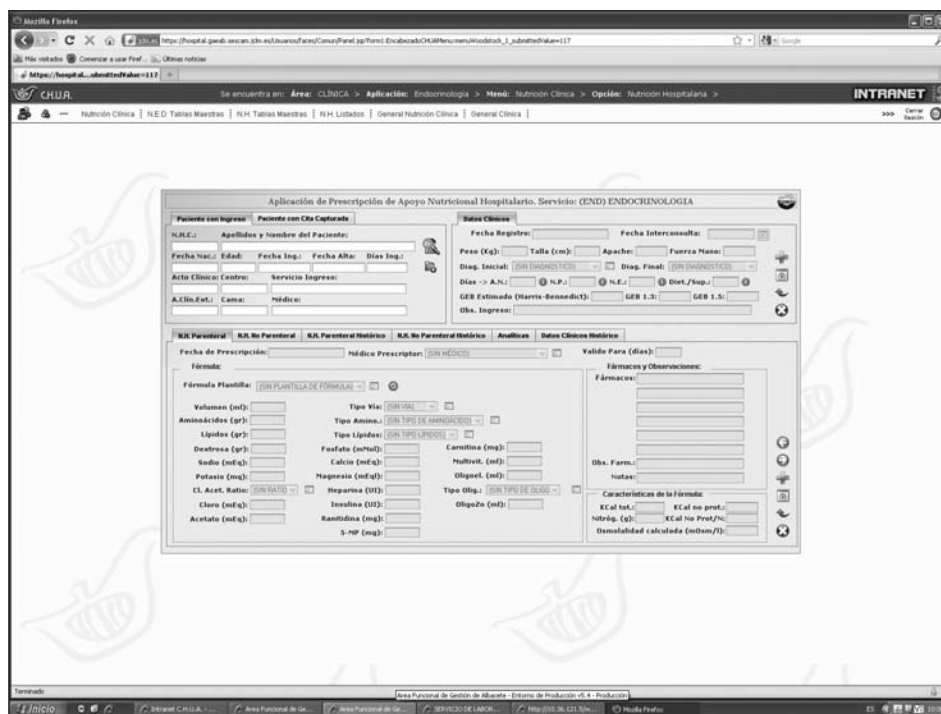 Mozilla Firefox
Más visitados Comenzar a usar Firef... Últimas noticias
https://hospital...ubmittedValue=117
C.H.U.A. Se encuentra en: Área: CLÍNICA > Aplicación: Endocrinología > Menú: Nutrición Clínica > Opción: Nutrición Hospitalaria > INTRANET
Nutrición Clínica | N.E.D. Tablas Maestras | N.H. Tablas Maestras | N.H. Listados | General Nutrición Clínica | General Clínica | >>> Cerrar Sesión
Aplicación de Prescripción de Apoyo Nutricional Hospitalario. Servicio: (END) ENDOCRINOLOGIA
Paciente con Ingreso Paciente con Cita Capturada
N.H.C.: Apellidos y Nombre del Paciente:
Fecha Nac.: Edad: Fecha Ing.: Fecha Alta: Días Ing.:
Acto Clínico: Centro: Servicio Ingreso:
A.Clín.Ext.: Cama: Médico:
Datos Clínicos
Fecha Registro: Fecha Interconsulta:
Peso (Kg): Talla (cm): Apache: Fuerza Mano:
Diag. Inicial: (SIN DIAGNOSTICO) Diag. Final: (SIN DIAGNOSTICO)
Días -> A.N.: N.P.: N.E.: Diet./Sup.:
GEB Estimado (Harris-Bennedict): GEB 1.3: GEB 1.5:
Obs. Ingreso:
N.H. Parenteral N.H. No Parenteral N.H. Parenteral Histórico N.H. No Parenteral Histórico Analíticas Datos Clínicos Histórico
Fecha de Prescripción: Médico Prescriptor: (SIN MÉDICO) Valido Para (días):
Fórmula:
Fórmula Plantilla: (SIN PLANTILLA DE FÓRMULA)
Volumen (ml): Tipo Vía: (SIN VÍA)
Aminoácidos (gr): Tipo Amino.: (SIN TIPO DE AMINOÁCIDO)
Lípidos (gr): Tipo Lípidos: (SIN TIPO LÍPIDOS)
Dextrosa (gr): Fosfato (mMol): Carnitina (mg):
Sodio (mEq): Calcio (mEq): Multivit. (ml):
Potasio (mq): Magnesio (mEql): Oligoel. (ml):
Cl. Acet. Ratio: (SIN RATIO) Heparina (UI): Tipo Olig.: (SIN TIPO DE OLIGO)
Cloro (mEq): Insulina (UI): OligoZn (ml):
Acetato (mEq): Ranitidina (mg):
S-MP (mg):
Fármacos y Observaciones:
Fármacos:
Obs. Farm.:
Notas:
Características de la Fórmula:
KCal tot.: KCal no prot.:
Nitróg. (g): KCal No Prot/N:
Osmolalidad calculada (mOsm/l):
Terminado
Area Funcional de Gestión de Albacete - Entorno de Producción v5.4 - Producción
Inicio Intranet C.H.U.A. - ... Area Funcional de Ge... Area Funcional de Ge... SERVICIO DE LABOR... Mozilla Firefox ES